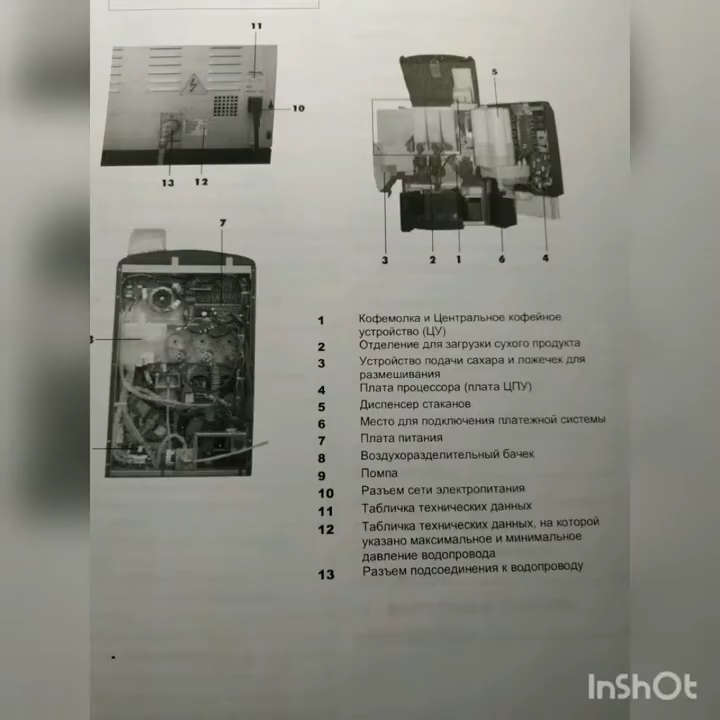 11
10
13 12
5
3 2 1 6 4
7
1 Кофемолка и Центральное кофейное
устройство (ЦУ)
2 Отделение для загрузки сухого продукта
3 Устройство подачи сахара и ложечек для
размешивания
4 Плата процессора (плата ЦПУ)
5 Диспенсер стаканов
6 Место для подключения платежной системы
7 Плата питания
8 Воздухоразделительный бачек
9 Помпа
10 Разъем сети электропитания
11 Табличка технических данных
12 Табличка технических данных, на которой
указано максимальное и минимальное
давление водопровода
13 Разъем подсоединения к водопроводу
InShOt